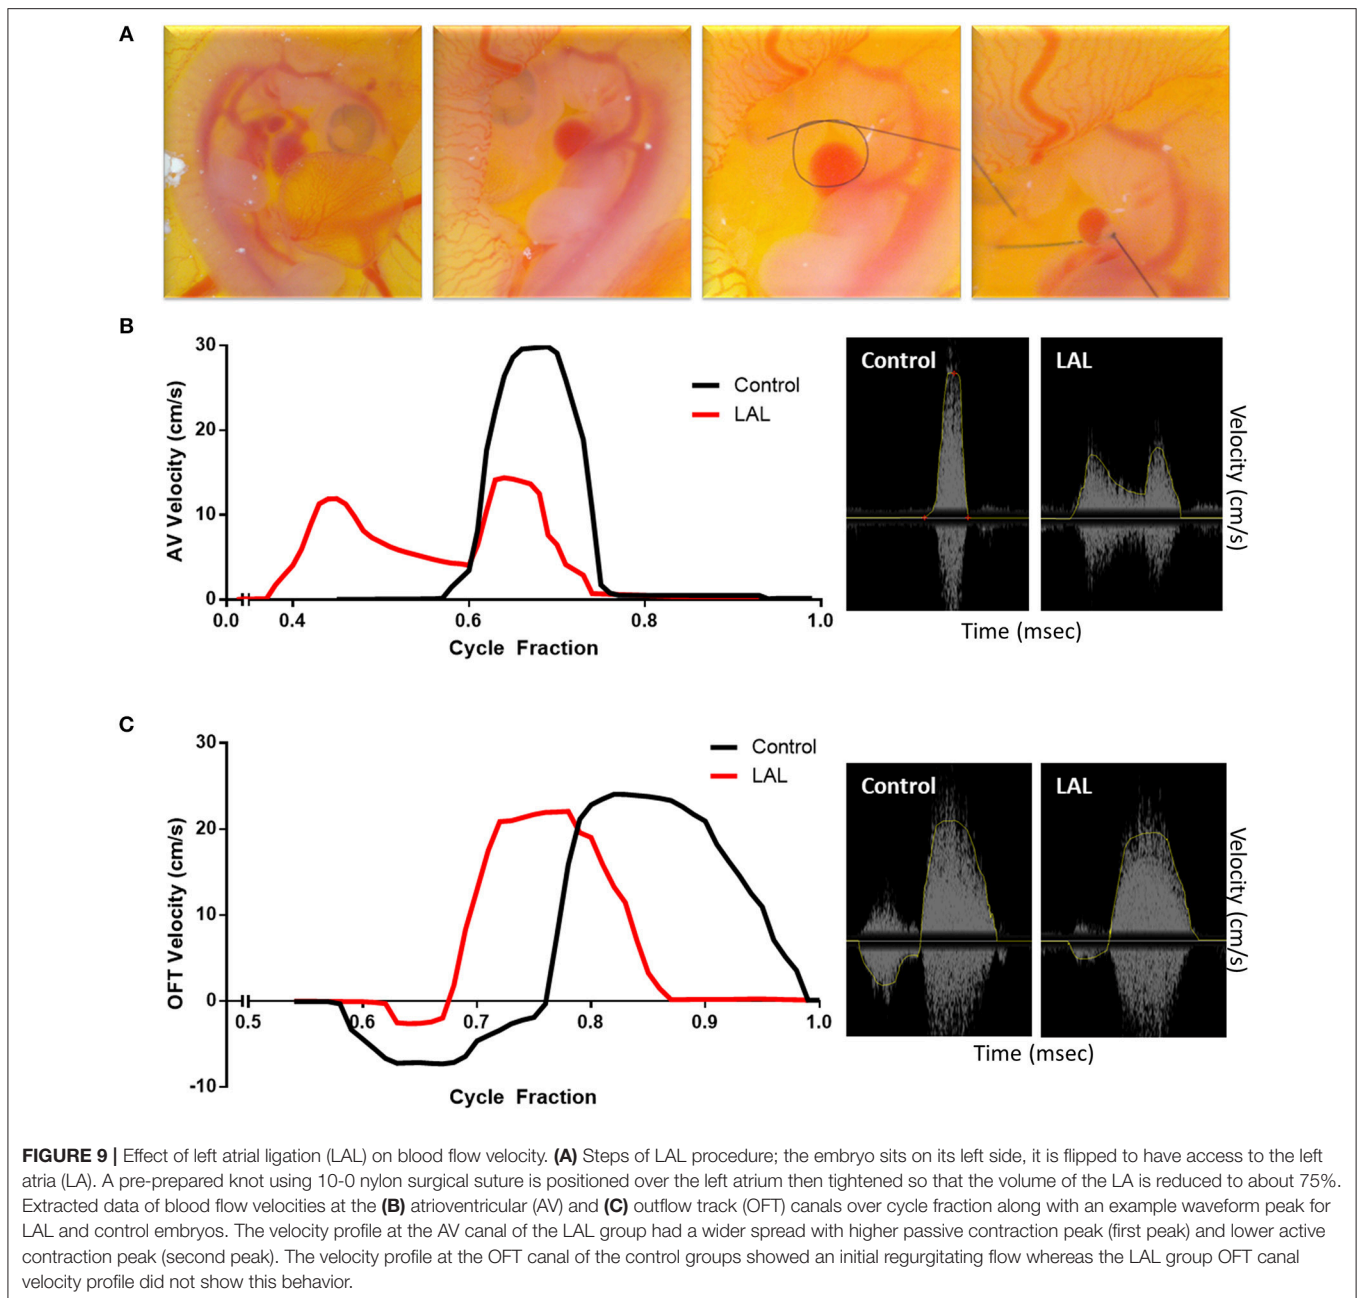 A
B
30
20
10
0
AV Velocity (cm/s)
0.0 0.4 0.6 0.8 1.0
Cycle Fraction
Control
LAL
Control
LAL
Velocity (cm/s)
Time (msec)
C
30
20
10
0
-10
OFT Velocity (cm/s)
0.5 0.6 0.7 0.8 0.9 1.0
Cycle Fraction
Control
LAL
Control
LAL
Velocity (cm/s)
Time (msec)
FIGURE 9 | Effect of left atrial ligation (LAL) on blood flow velocity. (A) Steps of LAL procedure; the embryo sits on its left side, it is flipped to have access to the left
atria (LA). A pre-prepared knot using 10-0 nylon surgical suture is positioned over the left atrium then tightened so that the volume of the LA is reduced to about 75%.
Extracted data of blood flow velocities at the (B) atrioventricular (AV) and (C) outflow track (OFT) canals over cycle fraction along with an example waveform peak for
LAL and control embryos. The velocity profile at the AV canal of the LAL group had a wider spread with higher passive contraction peak (first peak) and lower active
contraction peak (second peak). The velocity profile at the OFT canal of the control groups showed an initial regurgitating flow whereas the LAL group OFT canal
velocity profile did not show this behavior.